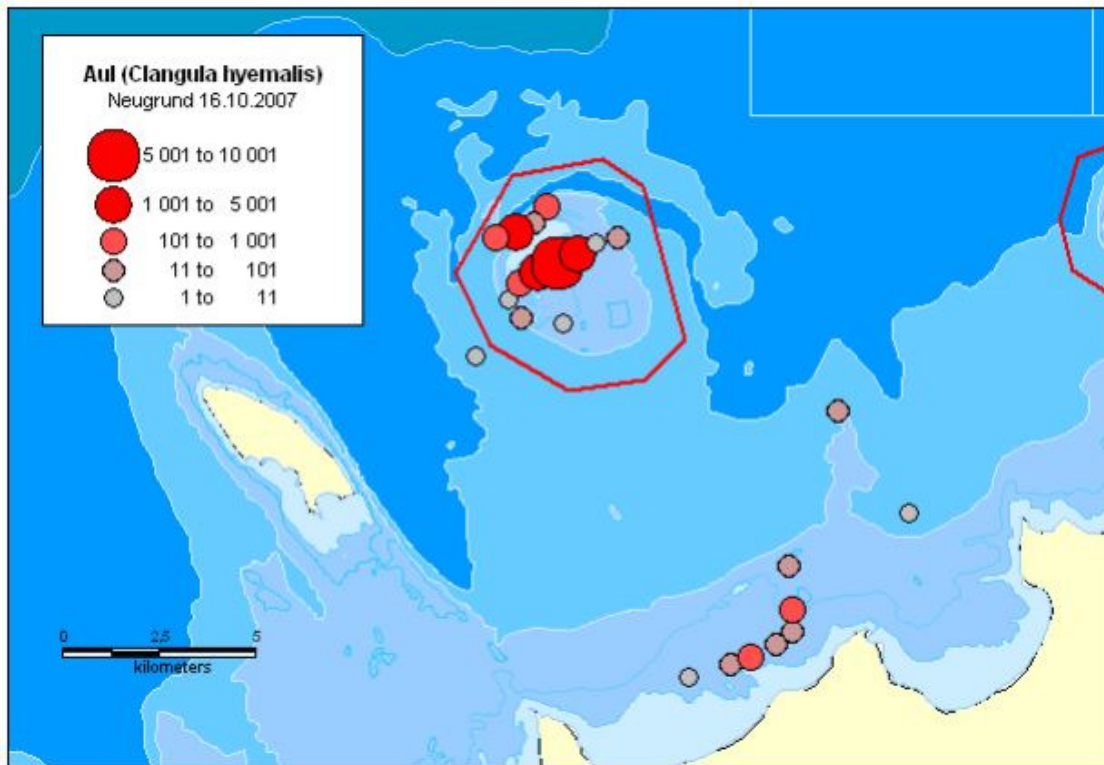 Aul (Clangula hyemalis)
Neugrund 16.10.2007
5 001 to 10 001
1 001 to 5 001
101 to 1 001
11 to 101
1 to 11
0 2,5 5
kilometers